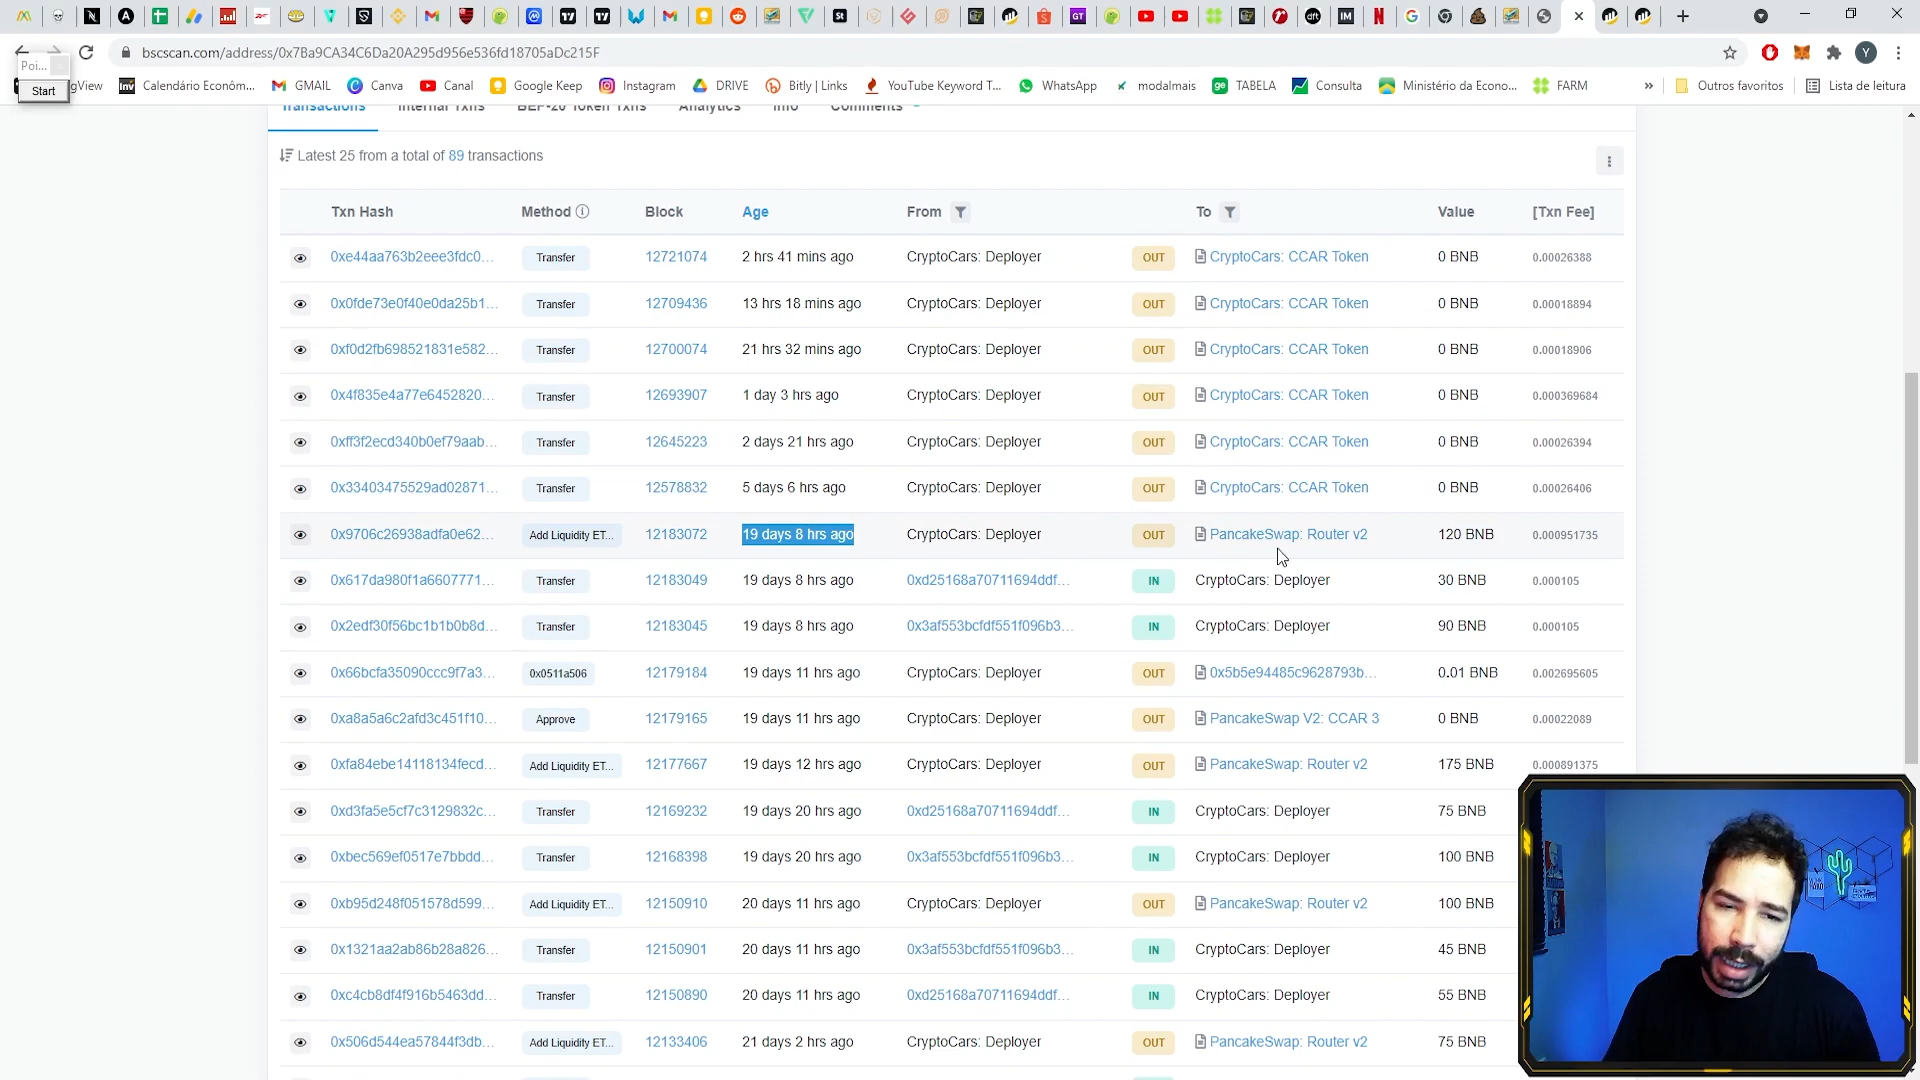 bscscan.com/address/0x7Ba9CA34C6Da20A295d956e536fd18705aDc215F
Poi...
Start
gView
Calendário Econôm...
GMAIL
Canva
Canal
Google Keep
Instagram
DRIVE
Bitly | Links
YouTube Keyword T...
WhatsApp
modalmais
TABELA
Consulta
Ministério da Econo...
FARM
»
Outros favoritos
Lista de leitura
Transactions Internal Txns BEP-20 Token Txns Analytics Info Comments
Latest 25 from a total of 89 transactions
Txn Hash Method Block Age From To Value [Txn Fee]
0xe44aa763b2eee3fdc0... Transfer 12721074 2 hrs 41 mins ago CryptoCars: Deployer OUT CryptoCars: CCAR Token 0 BNB 0.00026388
0x0fde73e0f40e0da25b1... Transfer 12709436 13 hrs 18 mins ago CryptoCars: Deployer OUT CryptoCars: CCAR Token 0 BNB 0.00018894
0xf0d2fb698521831e582... Transfer 12700074 21 hrs 32 mins ago CryptoCars: Deployer OUT CryptoCars: CCAR Token 0 BNB 0.00018906
0x4f835e4a77e6452820... Transfer 12693907 1 day 3 hrs ago CryptoCars: Deployer OUT CryptoCars: CCAR Token 0 BNB 0.000369684
0xff3f2ecd340b0ef79aab... Transfer 12645223 2 days 21 hrs ago CryptoCars: Deployer OUT CryptoCars: CCAR Token 0 BNB 0.00026394
0x33403475529ad02871... Transfer 12578832 5 days 6 hrs ago CryptoCars: Deployer OUT CryptoCars: CCAR Token 0 BNB 0.00026406
0x9706c26938adfa0e62... Add Liquidity ET... 12183072 19 days 8 hrs ago CryptoCars: Deployer OUT PancakeSwap: Router v2 120 BNB 0.000951735
0x617da980f1a6607771... Transfer 12183049 19 days 8 hrs ago 0xd25168a70711694ddf... IN CryptoCars: Deployer 30 BNB 0.000105
0x2edf30f56bc1b1b0b8d... Transfer 12183045 19 days 8 hrs ago 0x3af553bcfdf551f096b3... IN CryptoCars: Deployer 90 BNB 0.000105
0x66bcfa35090ccc9f7a3... 0x0511a506 12179184 19 days 11 hrs ago CryptoCars: Deployer OUT 0x5b5e94485c9628793b... 0.01 BNB 0.002695605
0xa8a5a6c2afd3c451f10... Approve 12179165 19 days 11 hrs ago CryptoCars: Deployer OUT PancakeSwap V2: CCAR 3 0 BNB 0.00022089
0xfa84ebe14118134fecd... Add Liquidity ET... 12177667 19 days 12 hrs ago CryptoCars: Deployer OUT PancakeSwap: Router v2 175 BNB 0.000891375
0xd3fa5e5cf7c3129832c... Transfer 12169232 19 days 20 hrs ago 0xd25168a70711694ddf... IN CryptoCars: Deployer 75 BNB
0xbec569ef0517e7bbdd... Transfer 12168398 19 days 20 hrs ago 0x3af553bcfdf551f096b3... IN CryptoCars: Deployer 100 BNB
0xb95d248f051578d599... Add Liquidity ET... 12150910 20 days 11 hrs ago CryptoCars: Deployer OUT PancakeSwap: Router v2 100 BNB
0x1321aa2ab86b28a826... Transfer 12150901 20 days 11 hrs ago 0x3af553bcfdf551f096b3... IN CryptoCars: Deployer 45 BNB
0xc4cb8df4f916b5463dd... Transfer 12150890 20 days 11 hrs ago 0xd25168a70711694ddf... IN CryptoCars: Deployer 55 BNB
0x506d544ea57844f3db... Add Liquidity ET... 12133406 21 days 2 hrs ago CryptoCars: Deployer OUT PancakeSwap: Router v2 75 BNB